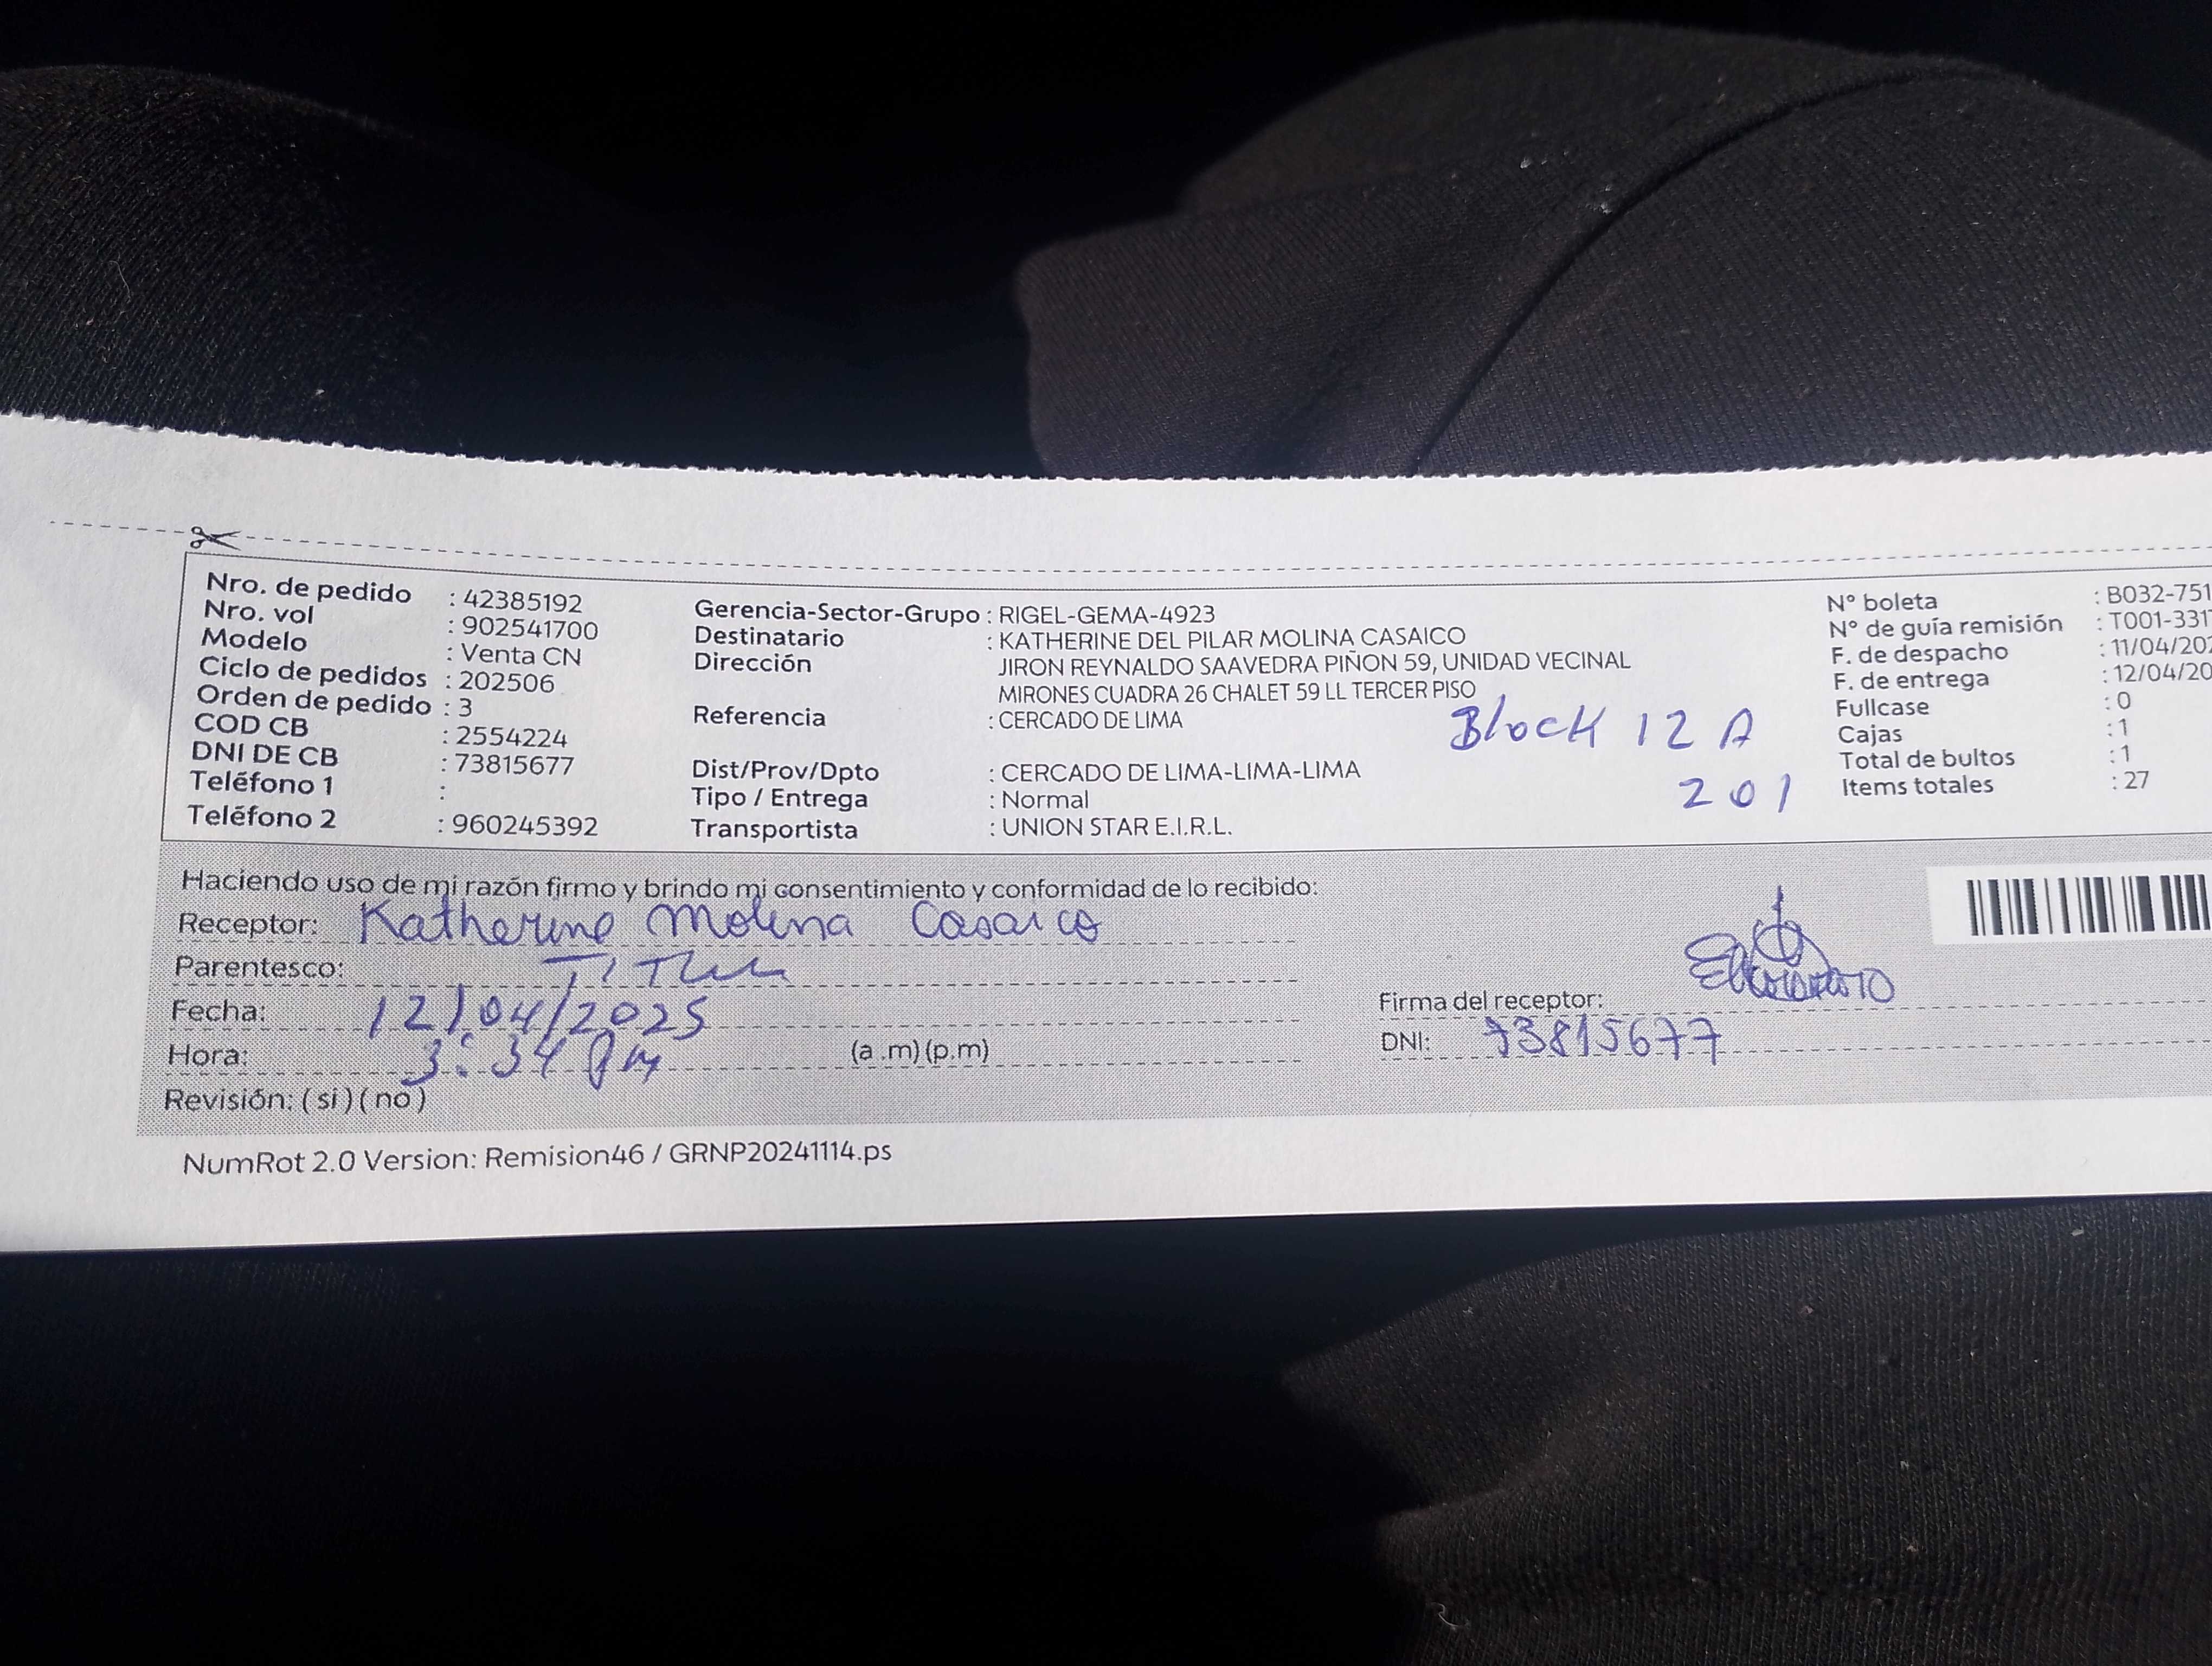 Nro. de pedido : 42385192
Nro. vol : 902541700
Modelo : Venta CN
Ciclo de pedidos : 202506
Orden de pedido : 3
COD CB : 2554224
DNI DE CB : 73815677
Teléfono 1 :
Teléfono 2 : 960245392
Gerencia-Sector-Grupo : RIGEL-GEMA-4923
Destinatario : KATHERINE DEL PILAR MOLINA CASAICO
Dirección JIRON REYNALDO SAAVEDRA PIÑON 59, UNIDAD VECINAL
MIRONES CUADRA 26 CHALET 59 LL TERCER PISO
Referencia : CERCADO DE LIMA
Block 12 A
201
Dist/Prov/Dpto : CERCADO DE LIMA-LIMA-LIMA
Tipo / Entrega : Normal
Transportista : UNION STAR E.I.R.L.
N° boleta : B032-751
N° de guía remisión : T001-331
F. de despacho : 11/04/20
F. de entrega : 12/04/20
Fullcase : 0
Cajas : 1
Total de bultos : 1
Items totales : 27
Haciendo uso de mi razón firmo y brindo mi consentimiento y conformidad de lo recibido:
Receptor: Katherine Molina Casaico
Parentesco:
Fecha: 12/04/2025
Hora: 3:34 pm (a .m) (p.m)
Revisión: ( si ) ( no )
Firma del receptor:
DNI: 73815677
NumRot 2.0 Version: Remision46 / GRNP20241114.ps